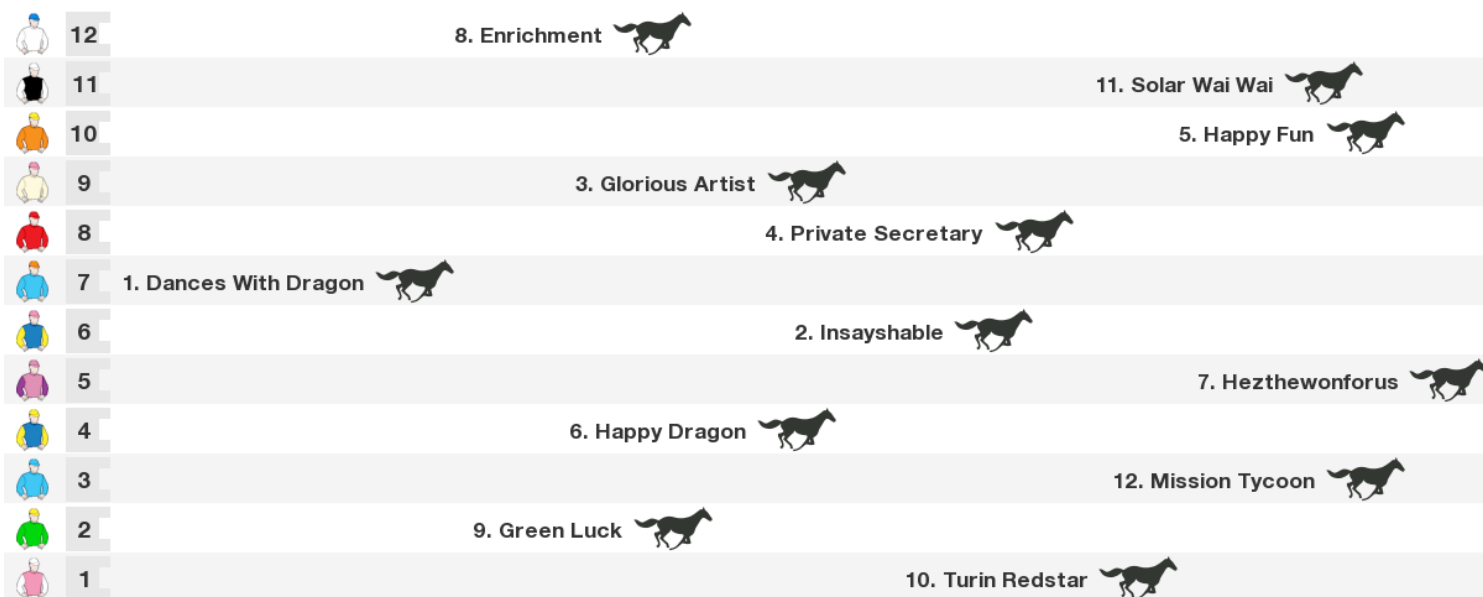 12 8. Enrichment
11 11. Solar Wai Wai
10 5. Happy Fun
9 3. Glorious Artist
8 4. Private Secretary
7 1. Dances With Dragon
6 2. Insayshable
5 7. Hezthewonforus
4 6. Happy Dragon
3 12. Mission Tycoon
2 9. Green Luck
1 10. Turin Redstar